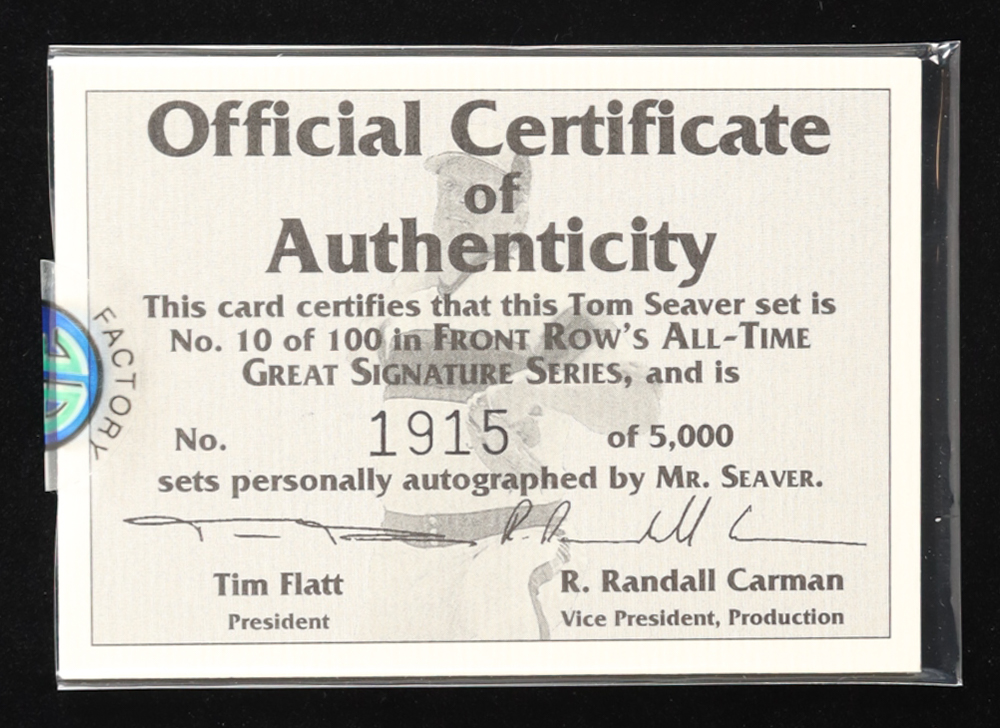 Official Certificate
of
Authenticity
This card certifies that this Tom Seaver set is
No. 10 of 100 in FRONT ROW'S ALL-TIME
GREAT SIGNATURE SERIES, and is
No. 1915 of 5,000
sets personally autographed by MR. SEAVER.
Tim Flatt
President
R. Randall Carman
Vice President, Production
FACTORY